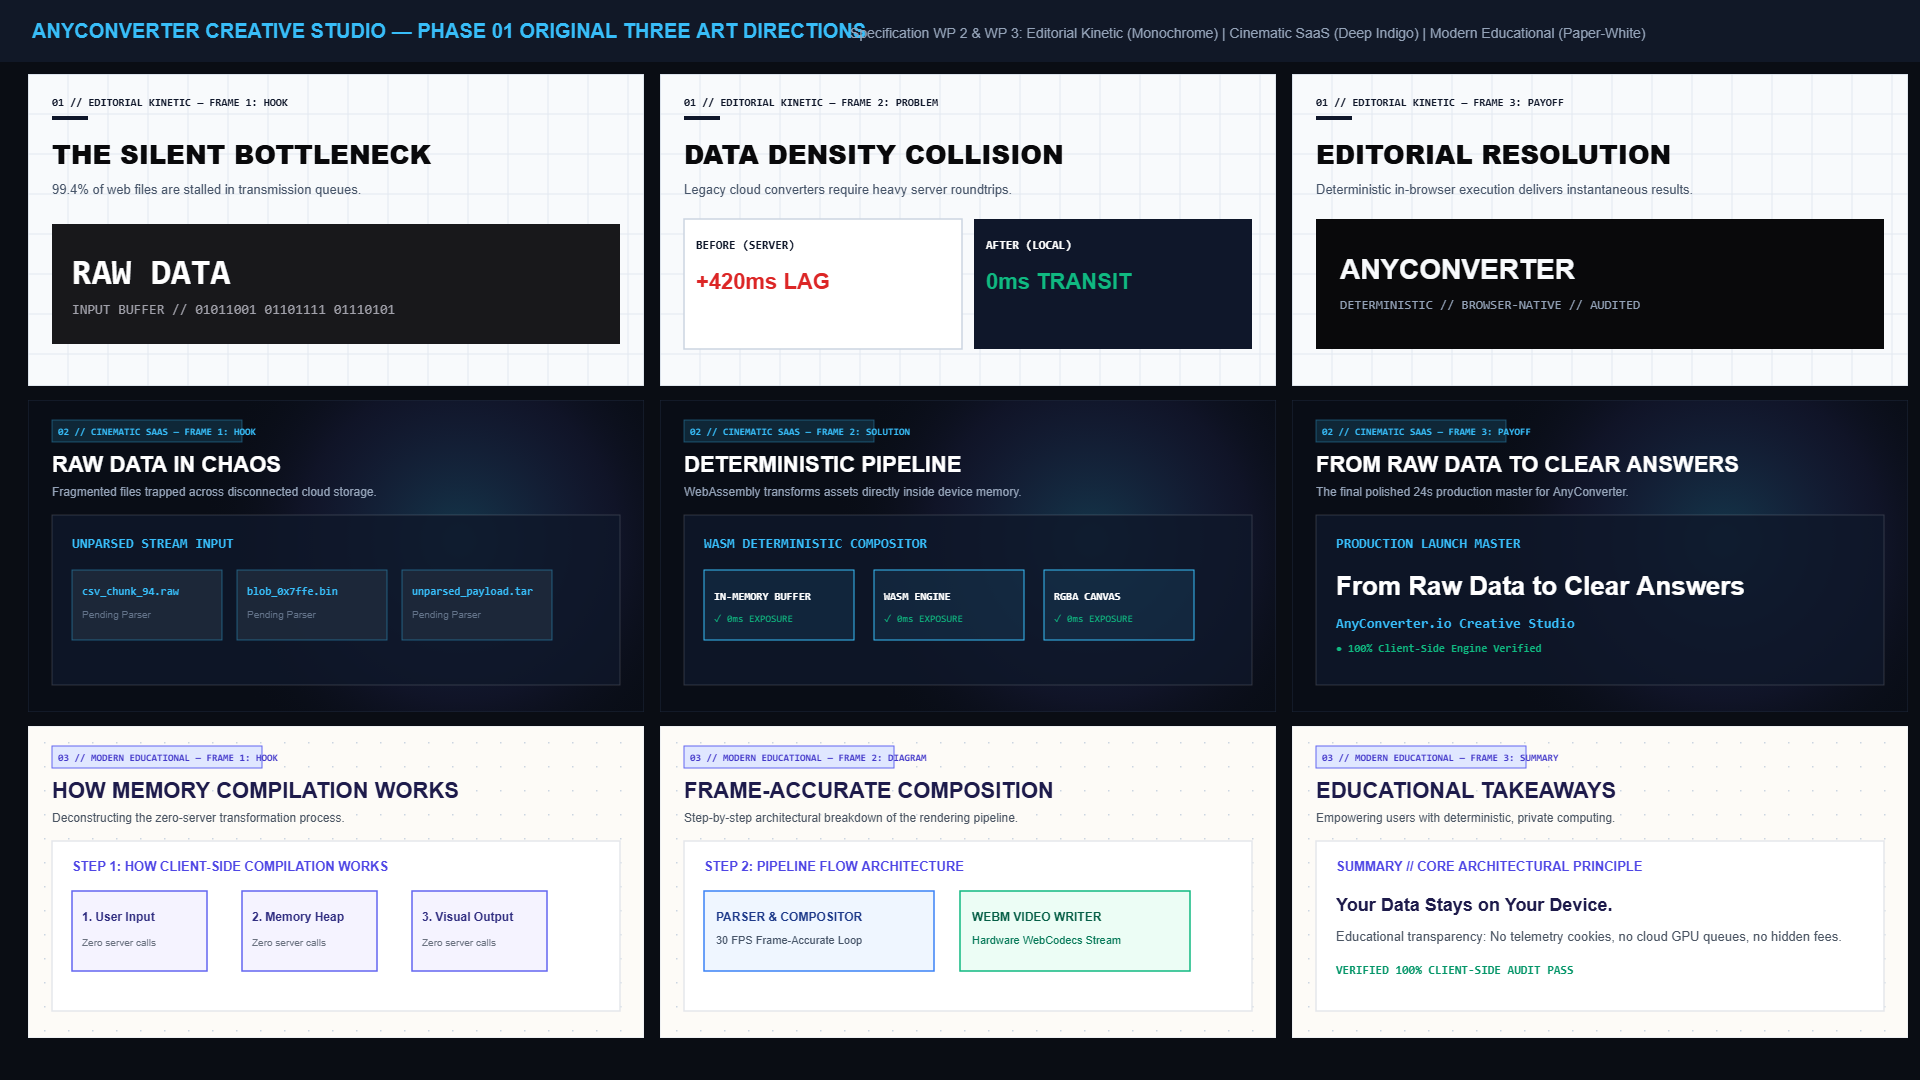 ANYCONVERTER CREATIVE STUDIO — PHASE 01 ORIGINAL THREE ART DIRECTIONS
Specification WP 2 & WP 3: Editorial Kinetic (Monochrome) | Cinematic SaaS (Deep Indigo) | Modern Educational (Paper-White)
01 // EDITORIAL KINETIC — FRAME 1: HOOK
THE SILENT BOTTLENECK
99.4% of web files are stalled in transmission queues.
RAW DATA
INPUT BUFFER // 01011001 01101111 01110101
01 // EDITORIAL KINETIC — FRAME 2: PROBLEM
DATA DENSITY COLLISION
Legacy cloud converters require heavy server roundtrips.
BEFORE (SERVER)
+420ms LAG
AFTER (LOCAL)
0ms TRANSIT
01 // EDITORIAL KINETIC — FRAME 3: PAYOFF
EDITORIAL RESOLUTION
Deterministic in-browser execution delivers instantaneous results.
ANYCONVERTER
DETERMINISTIC // BROWSER-NATIVE // AUDITED
02 // CINEMATIC SAAS — FRAME 1: HOOK
RAW DATA IN CHAOS
Fragmented files trapped across disconnected cloud storage.
UNPARSED STREAM INPUT
csv_chunk_94.raw
Pending Parser
blob_0x7ffe.bin
Pending Parser
unparsed_payload.tar
Pending Parser
02 // CINEMATIC SAAS — FRAME 2: SOLUTION
DETERMINISTIC PIPELINE
WebAssembly transforms assets directly inside device memory.
WASM DETERMINISTIC COMPOSITOR
IN-MEMORY BUFFER
✓ 0ms EXPOSURE
WASM ENGINE
✓ 0ms EXPOSURE
RGBA CANVAS
✓ 0ms EXPOSURE
02 // CINEMATIC SAAS — FRAME 3: PAYOFF
FROM RAW DATA TO CLEAR ANSWERS
The final polished 24s production master for AnyConverter.
PRODUCTION LAUNCH MASTER
From Raw Data to Clear Answers
AnyConverter.io Creative Studio
● 100% Client-Side Engine Verified
03 // MODERN EDUCATIONAL — FRAME 1: HOOK
HOW MEMORY COMPILATION WORKS
Deconstructing the zero-server transformation process.
STEP 1: HOW CLIENT-SIDE COMPILATION WORKS
1. User Input
Zero server calls
2. Memory Heap
Zero server calls
3. Visual Output
Zero server calls
03 // MODERN EDUCATIONAL — FRAME 2: DIAGRAM
FRAME-ACCURATE COMPOSITION
Step-by-step architectural breakdown of the rendering pipeline.
STEP 2: PIPELINE FLOW ARCHITECTURE
PARSER & COMPOSITOR
30 FPS Frame-Accurate Loop
WEBM VIDEO WRITER
Hardware WebCodecs Stream
03 // MODERN EDUCATIONAL — FRAME 3: SUMMARY
EDUCATIONAL TAKEAWAYS
Empowering users with deterministic, private computing.
SUMMARY // CORE ARCHITECTURAL PRINCIPLE
Your Data Stays on Your Device.
Educational transparency: No telemetry cookies, no cloud GPU queues, no hidden fees.
VERIFIED 100% CLIENT-SIDE AUDIT PASS